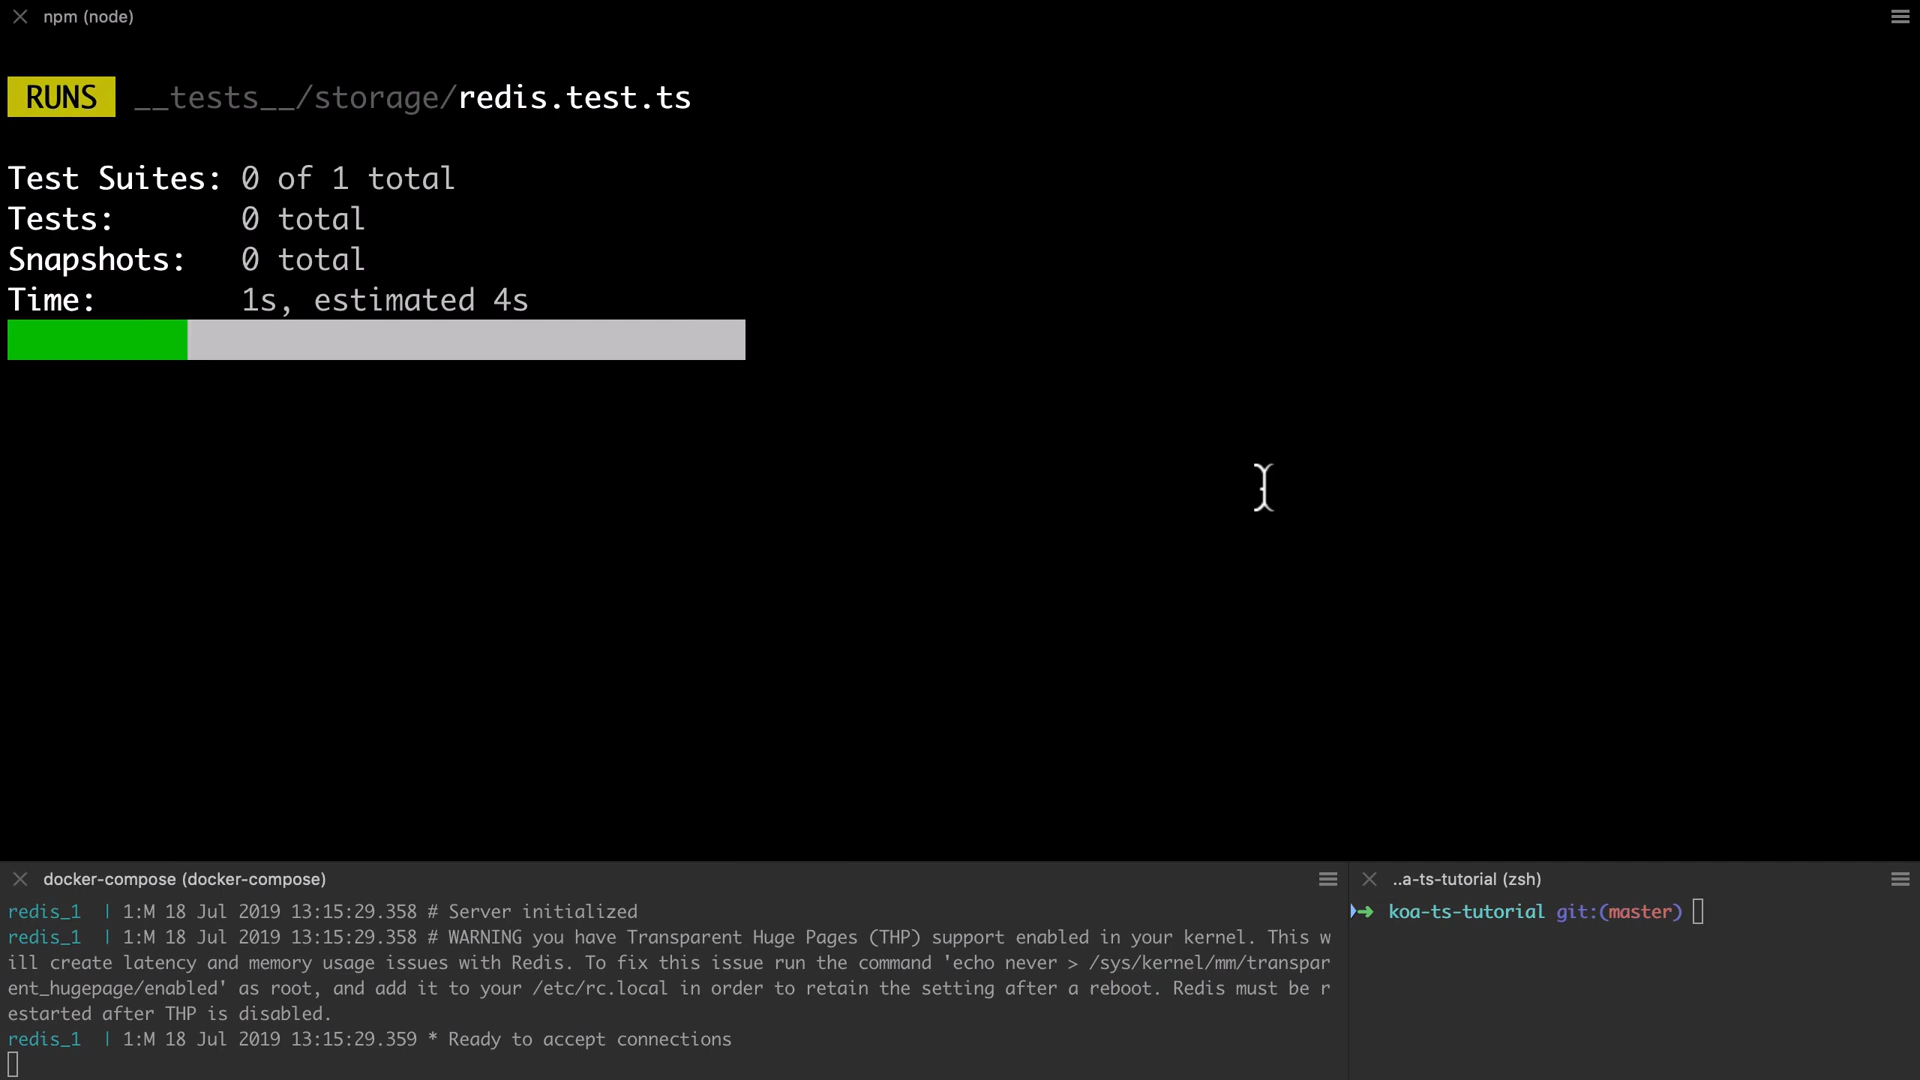 npm (node)
RUNS __tests__/storage/redis.test.ts
Test Suites: 0 of 1 total
Tests: 0 total
Snapshots: 0 total
Time: 1s, estimated 4s
docker-compose (docker-compose)
redis_1 | 1:M 18 Jul 2019 13:15:29.358 # Server initialized
redis_1 | 1:M 18 Jul 2019 13:15:29.358 # WARNING you have Transparent Huge Pages (THP) support enabled in your kernel. This w
ill create latency and memory usage issues with Redis. To fix this issue run the command 'echo never > /sys/kernel/mm/transpar
ent_hugepage/enabled' as root, and add it to your /etc/rc.local in order to retain the setting after a reboot. Redis must be r
estarted after THP is disabled.
redis_1 | 1:M 18 Jul 2019 13:15:29.359 * Ready to accept connections
..a-ts-tutorial (zsh)
➜ koa-ts-tutorial git:(master)